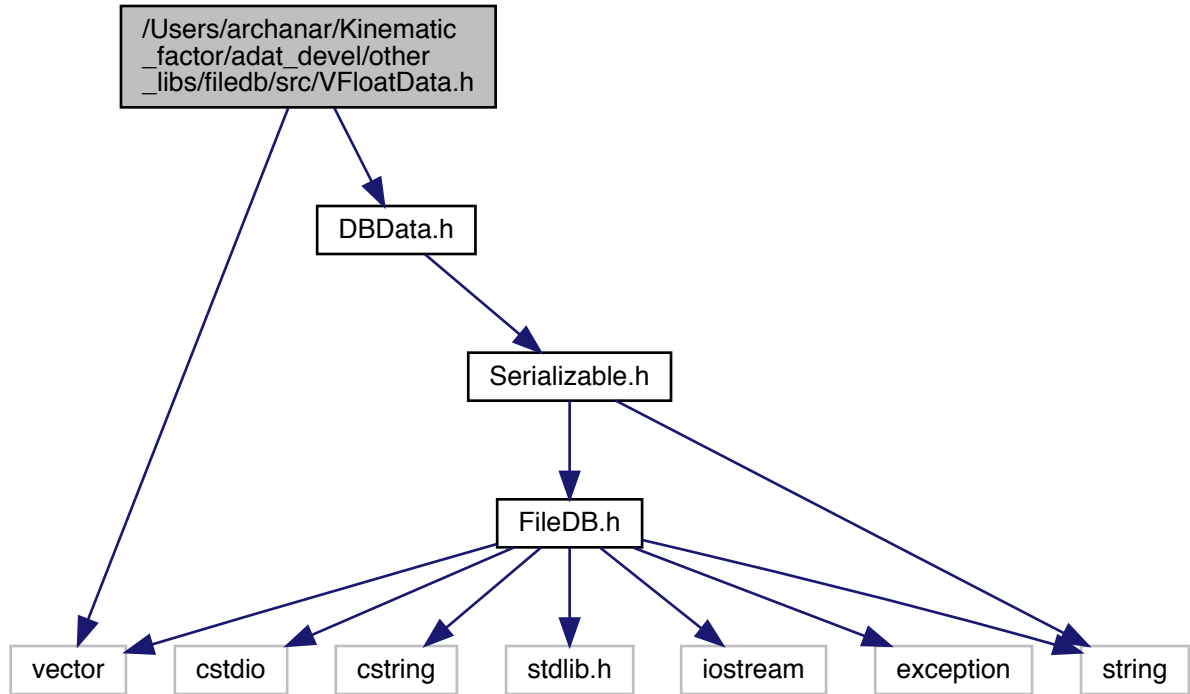 /Users/archanar/Kinematic
_factor/adat_devel/other
_libs/filedb/src/VFloatData.h
DBData.h
Serializable.h
FileDB.h
vector
cstdio
cstring
stdlib.h
iostream
exception
string